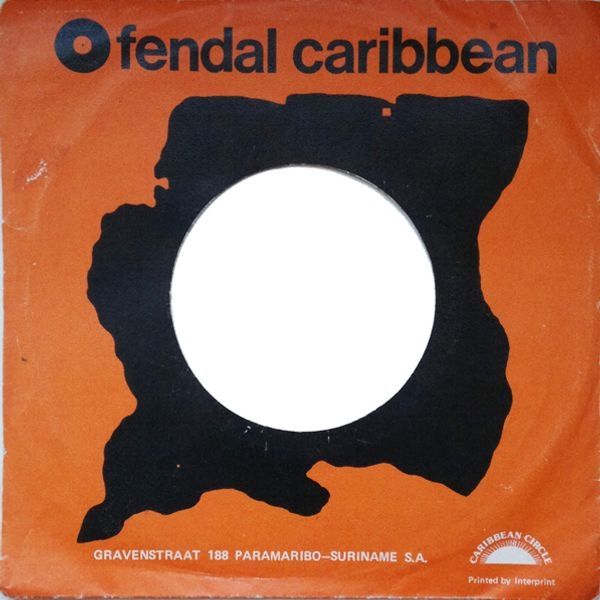 fendal caribbean
GRAVENSTRAAT 188 PARAMARIBO—SURINAME S.A.
CARIBBEAN CIRCLE
Printed by Interprint